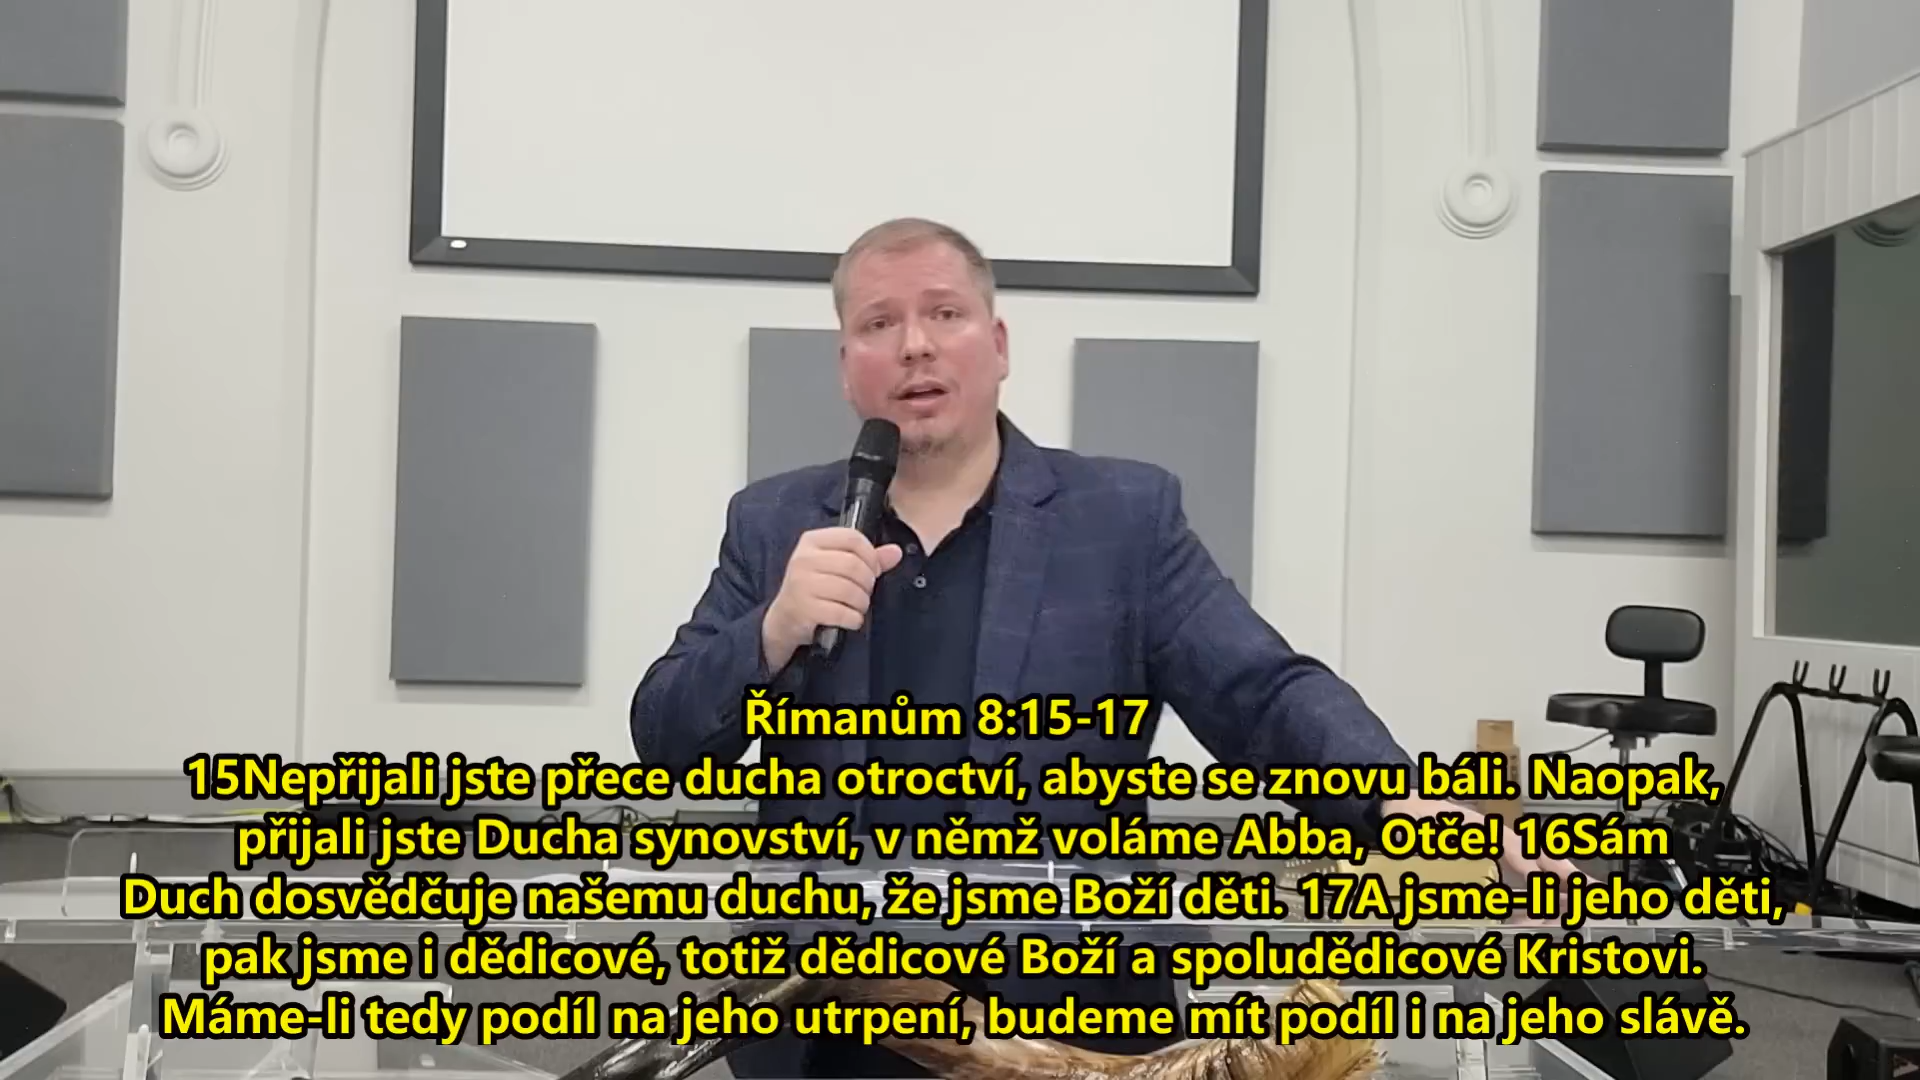 Římanům 8:15-17
15Nepřijali jste přece ducha otroctví, abyste se znovu báli. Naopak,
přijali jste Ducha synovství, v němž voláme Abba, Otče! 16Sám
Duch dosvědčuje našemu duchu, že jsme Boží děti. 17A jsme-li jeho děti,
pak jsme i dědicové, totiž dědicové Boží a spoludědicové Kristovi.
Máme-li tedy podíl na jeho utrpení, budeme mít podíl i na jeho slávě.